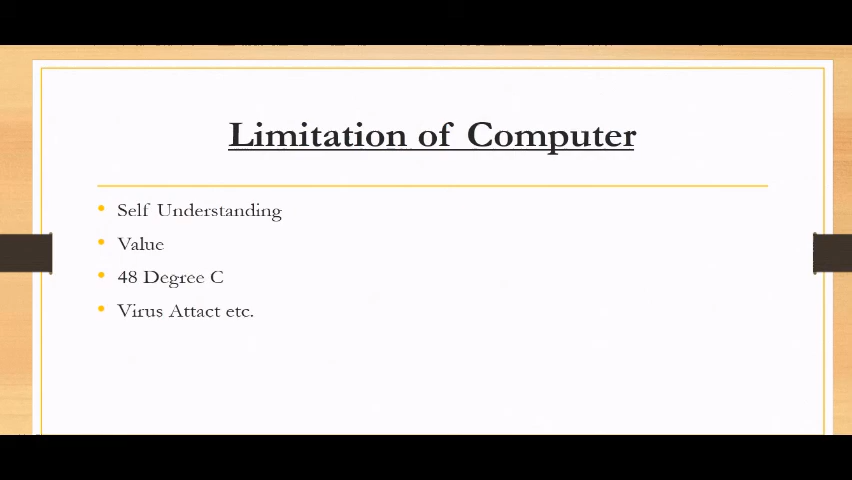 Limitation of Computer
• Self Understanding
• Value
• 48 Degree C
• Virus Attact etc.